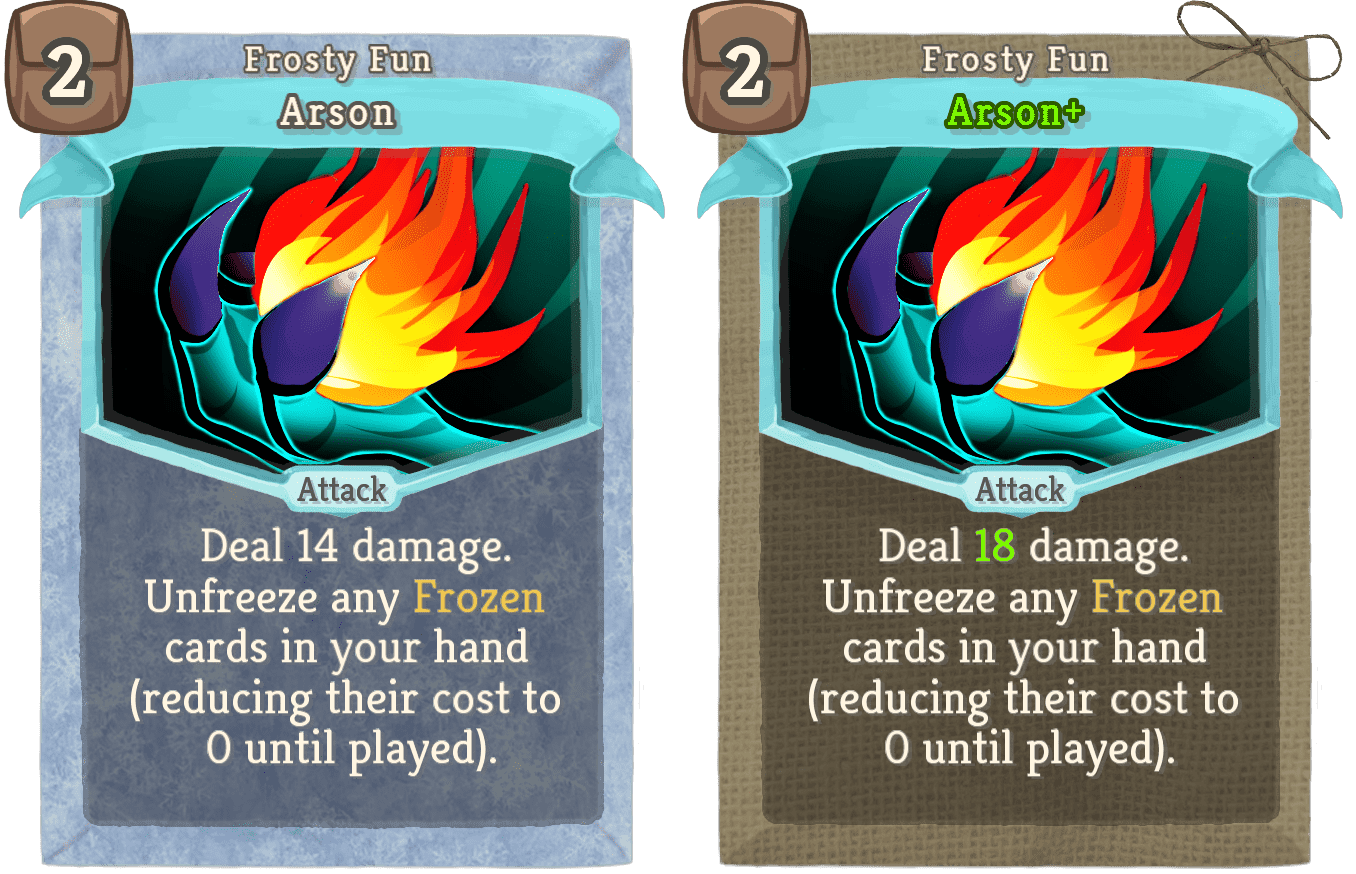 2
Frosty Fun
Arson
Attack
Deal 14 damage.
Unfreeze any Frozen
cards in your hand
(reducing their cost to
0 until played).
2
Frosty Fun
Arson+
Attack
Deal 18 damage.
Unfreeze any Frozen
cards in your hand
(reducing their cost to
0 until played).